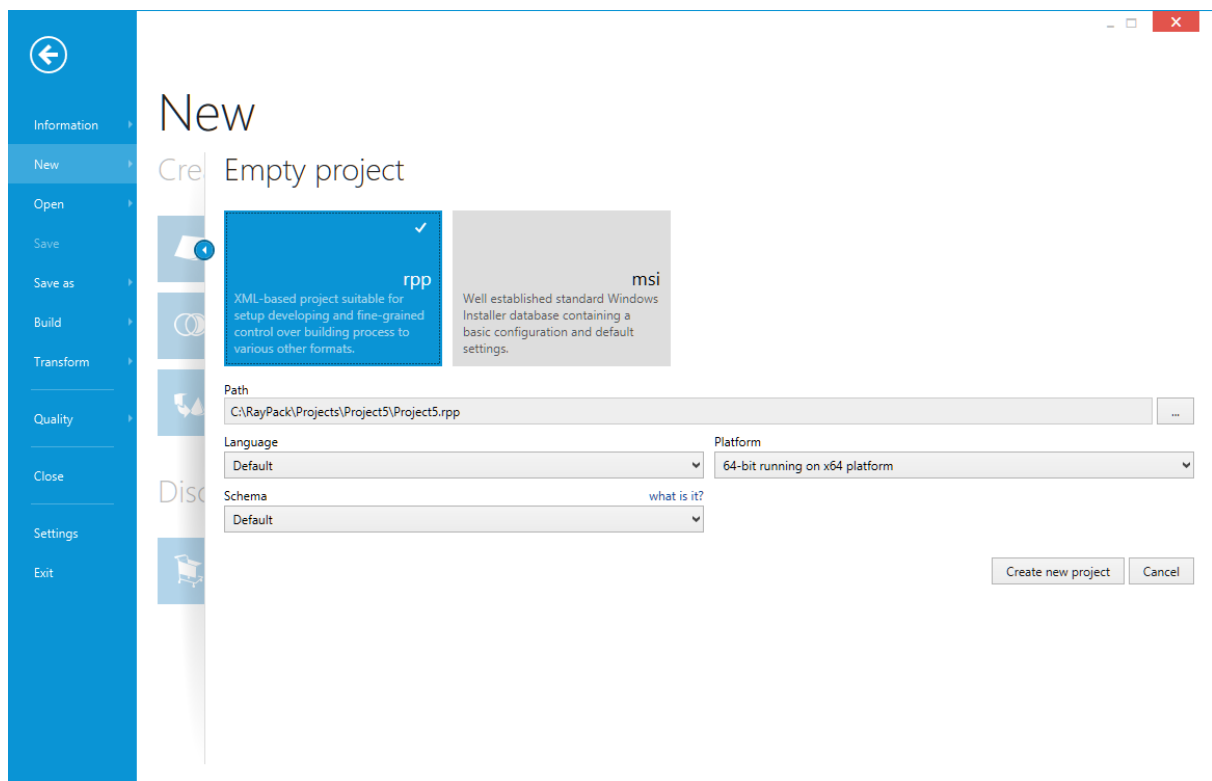 New
Information
New
Open
Save
Save as
Build
Transform
Quality
Close
Settings
Exit
Cre
Disc
Empty project
rpp
XML-based project suitable for
setup developing and fine-grained
control over building process to
various other formats.
msi
Well established standard Windows
Installer database containing a
basic configuration and default
settings.
Path
C:\RayPack\Projects\Project5\Project5.rpp
...
Language
Platform
Default
64-bit running on x64 platform
Schema
what is it?
Default
Create new project
Cancel